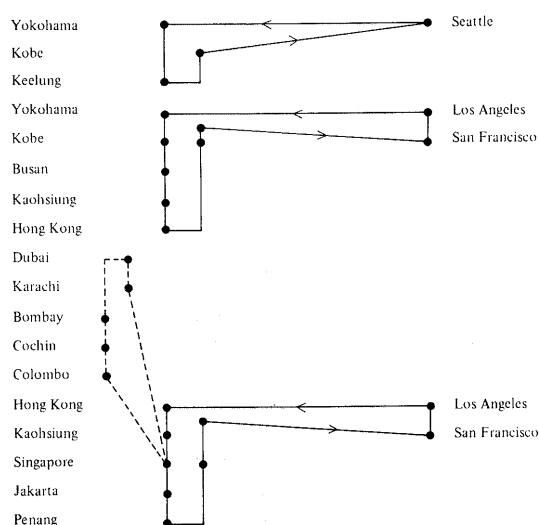 Yokohama Seattle
Kobe
Keelung
Yokohama Los Angeles
Kobe San Francisco
Busan
Kaohsiung
Hong Kong
Dubai
Karachi
Bombay
Cochin
Colombo
Hong Kong Los Angeles
Kaohsiung San Francisco
Singapore
Jakarta
Penang